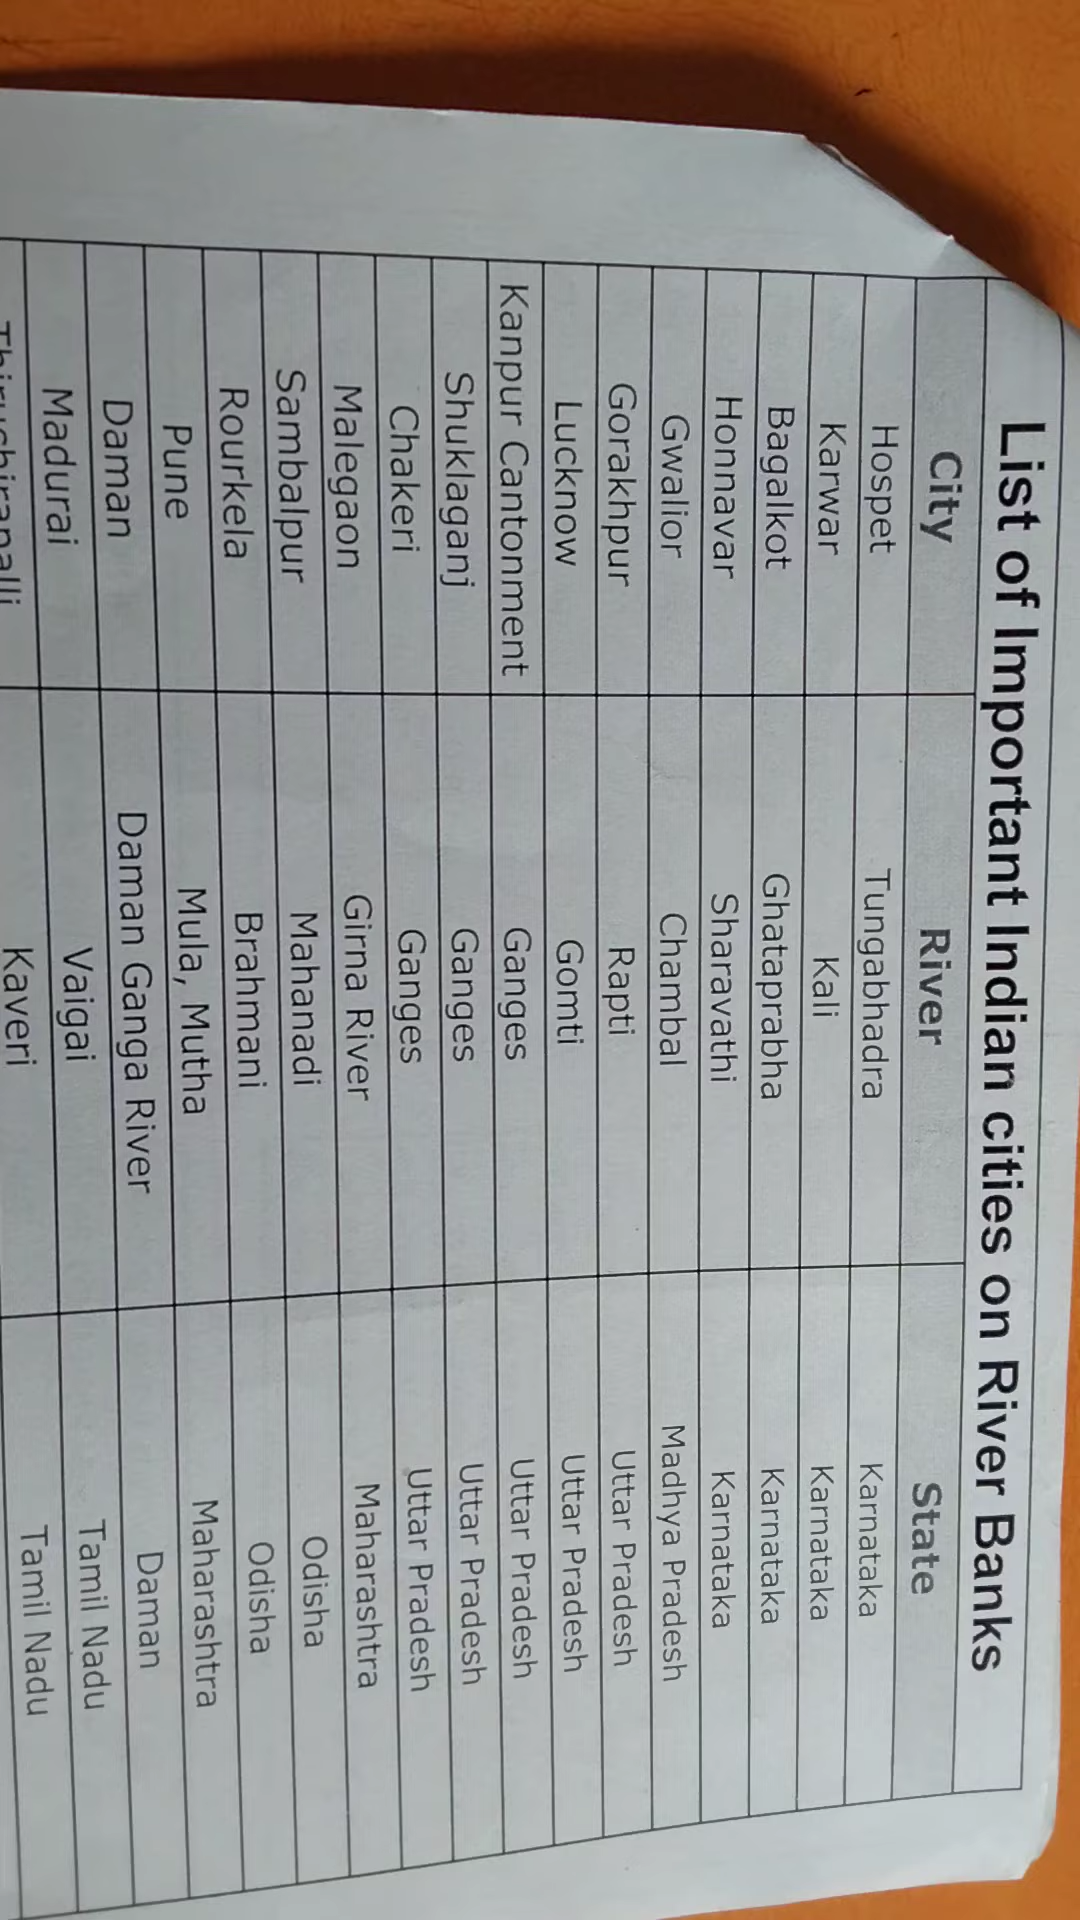 List of Important Indian cities on River Banks
City River State
Hospet Tungabhadra Karnataka
Karwar Kali Karnataka
Bagalkot Ghataprabha Karnataka
Honnavar Sharavathi Karnataka
Gwalior Chambal Madhya Pradesh
Gorakhpur Rapti Uttar Pradesh
Lucknow Gomti Uttar Pradesh
Kanpur Cantonment Ganges Uttar Pradesh
Shuklaganj Ganges Uttar Pradesh
Chakeri Ganges Uttar Pradesh
Malegaon Girna River Maharashtra
Sambalpur Mahanadi Odisha
Rourkela Brahmani Odisha
Pune Mula, Mutha Maharashtra
Daman Daman Ganga River Daman
Madurai Vaigai Tamil Nadu
Kaveri Tamil Nadu